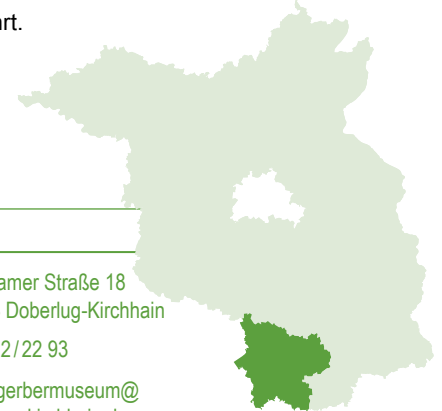 rt.
amer Straße 18
Doberlug-Kirchhain
2/22 93
gerbermuseum@